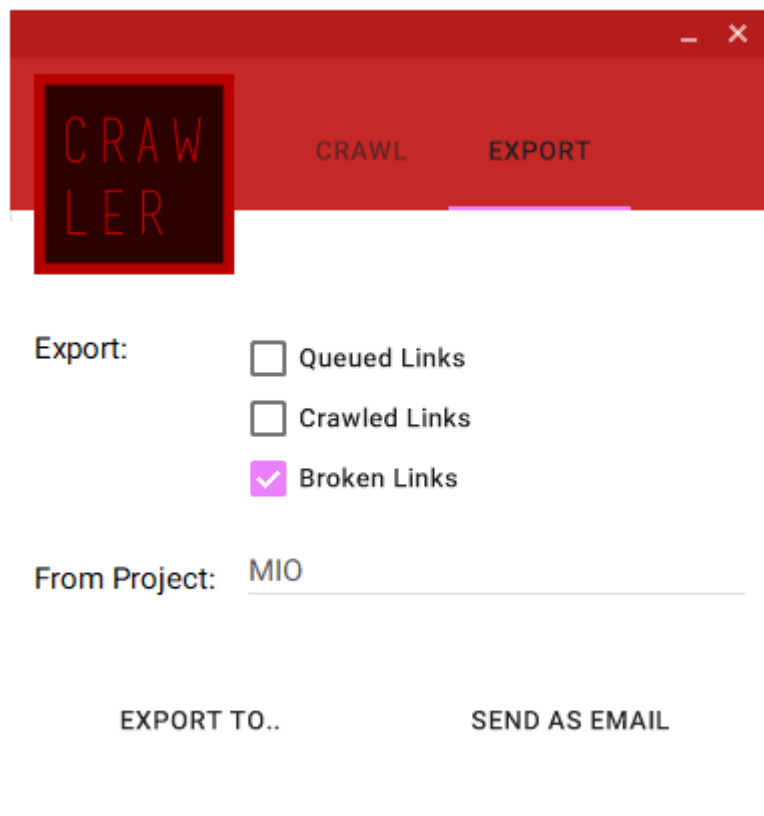 CRAW
LER
CRAWL
EXPORT
Export:
Queued Links
Crawled Links
Broken Links
From Project:
MIO
EXPORT TO..
SEND AS EMAIL